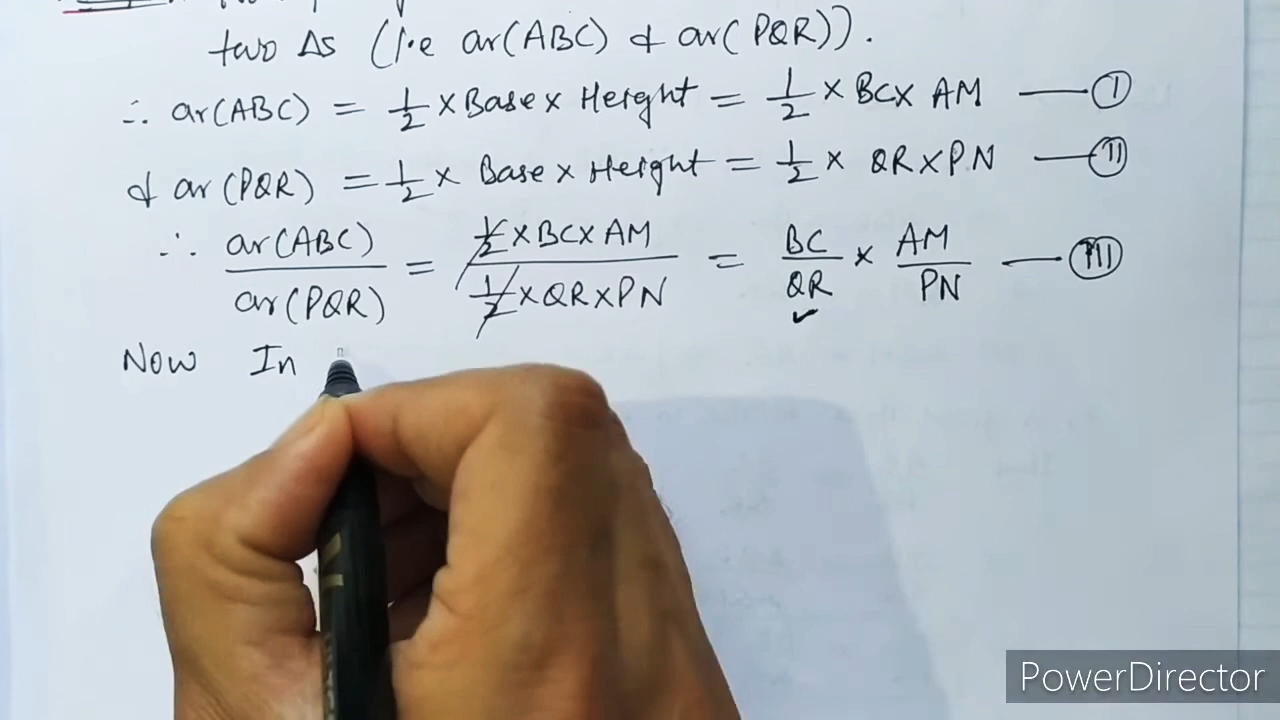 two Δs (i.e ar(ABC) & ar(PQR)).
∴ ar(ABC) = 1/2 × Base × Height = 1/2 × BC × AM — (I)
& ar(PQR) = 1/2 × Base × Height = 1/2 × QR × PN — (II)
∴ ar(ABC)/ar(PQR) = (1/2 × BC × AM)/(1/2 × QR × PN) = BC/QR × AM/PN — (III)
Now In
PowerDirector